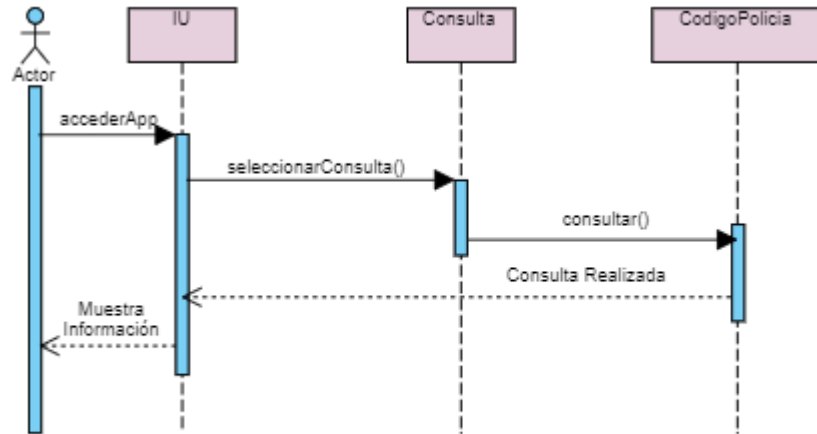 IU
Consulta
CodigoPolicia
Actor
accederApp
seleccionarConsulta()
consultar()
Consulta Realizada
Muestra
Información